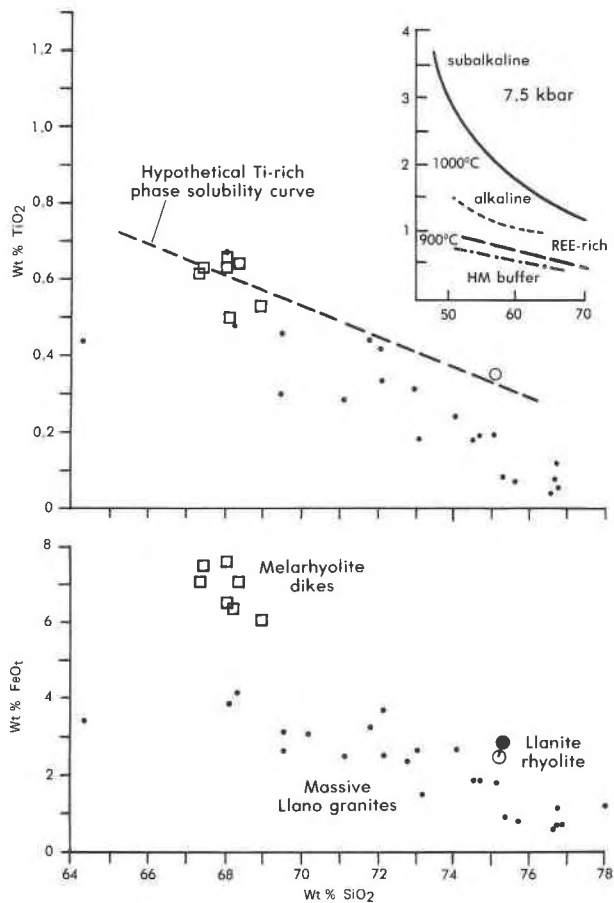 1,2
1,0
0,8
0,6
0,4
0,2
0
Wt % TiO2
Hypothetical Ti-rich
phase solubility curve
4
3
2
1
subalkaline
7.5 kbar
1000°C
alkaline
900°C
REE-rich
HM buffer
50
60
70
8
6
4
2
0
Wt % FeOt
Melarhyolite
dikes
Llanite
rhyolite
Massive
Llano granites
64
66
68
70
72
74
76
78
Wt % SiO2